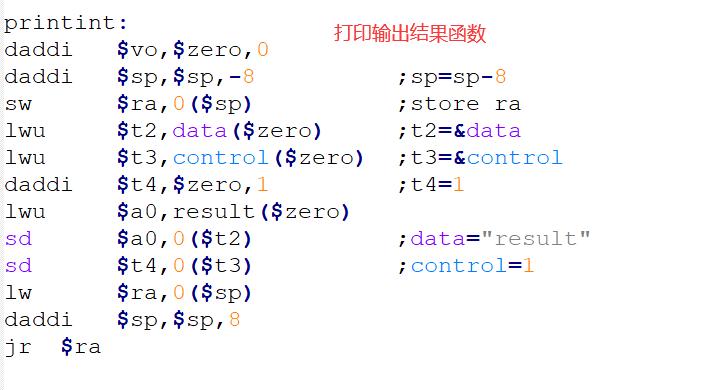 printint:
打印输出结果函数
daddi $vo,$zero,0
daddi $sp,$sp,-8 ;sp=sp-8
sw $ra,0($sp) ;store ra
lwu $t2,data($zero) ;t2=&data
lwu $t3,control($zero) ;t3=&control
daddi $t4,$zero,1 ;t4=1
lwu $a0,result($zero)
sd $a0,0($t2) ;data="result"
sd $t4,0($t3) ;control=1
lw $ra,0($sp)
daddi $sp,$sp,8
jr $ra